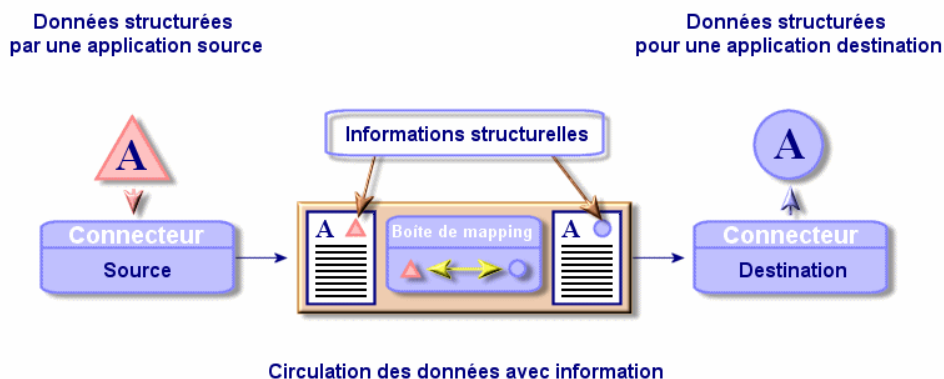 Données structurées
par une application source
Données structurées
pour une application destination
A
Informations structurelles
A
Connecteur
Source
A
Boîte de mapping
A
Connecteur
Destination
Circulation des données avec information